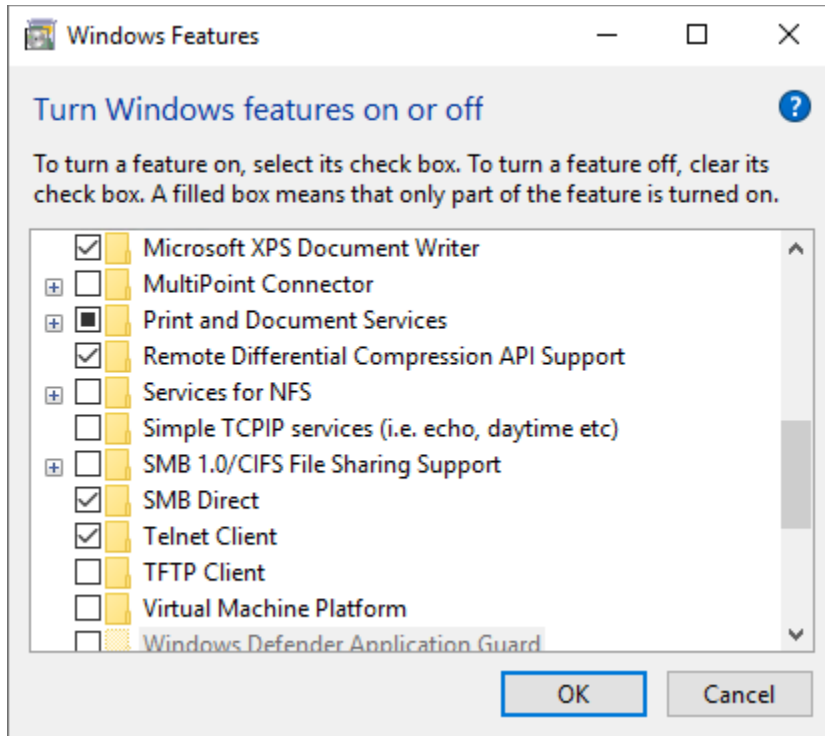 Windows Features
Turn Windows features on or off
?
To turn a feature on, select its check box. To turn a feature off, clear its
check box. A filled box means that only part of the feature is turned on.
Microsoft XPS Document Writer
MultiPoint Connector
Print and Document Services
Remote Differential Compression API Support
Services for NFS
Simple TCPIP services (i.e. echo, daytime etc)
SMB 1.0/CIFS File Sharing Support
SMB Direct
Telnet Client
TFTP Client
Virtual Machine Platform
Windows Defender Application Guard
OK Cancel